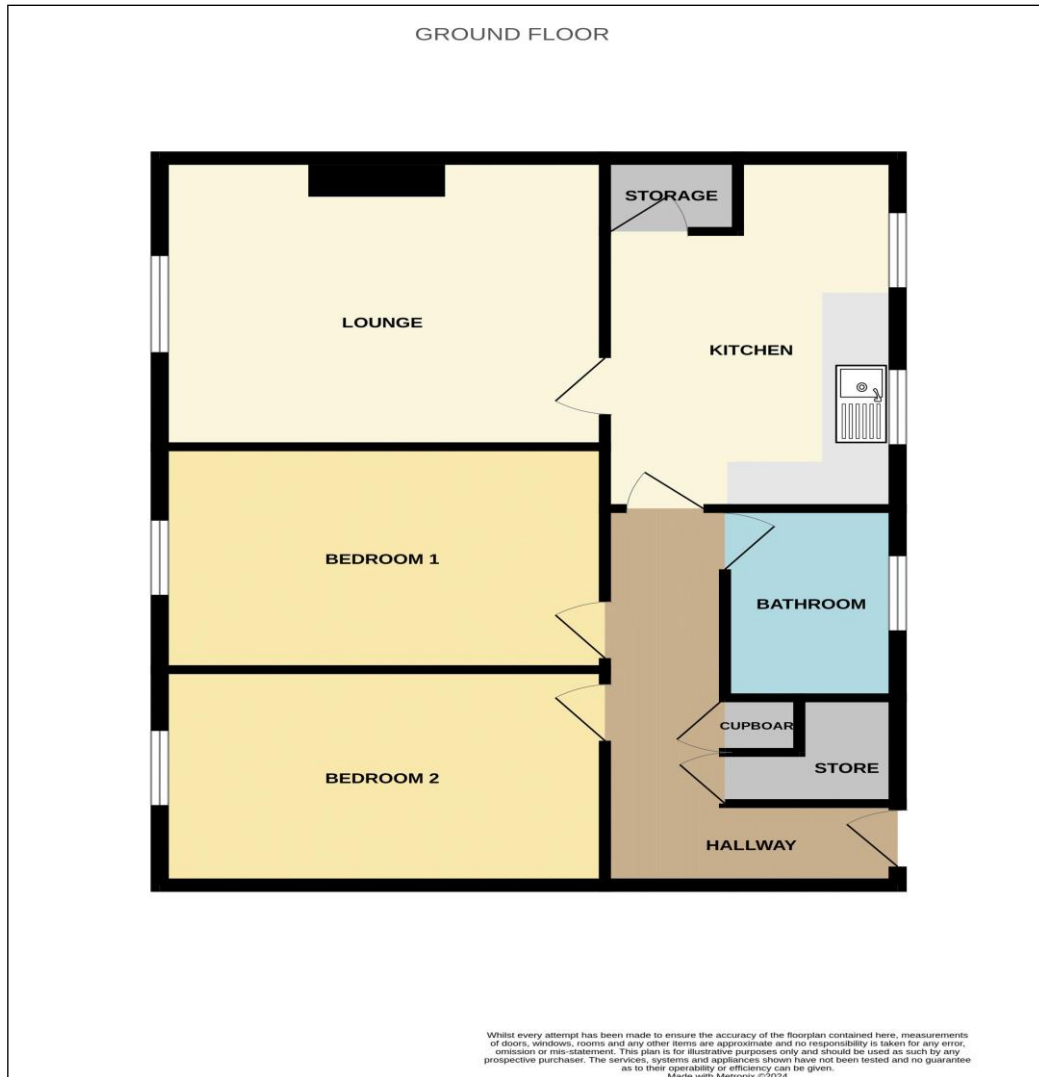 GROUND FLOOR
STORAGE
LOUNGE
KITCHEN
BEDROOM 1
BATHROOM
CUPBOAR
STORE
BEDROOM 2
HALLWAY
Whilst every attempt has been made to ensure the accuracy of the floorplan contained here, measurements
of doors, windows, rooms and any other items are approximate and no responsibility is taken for any error,
omission or mis-statement. This plan is for illustrative purposes only and should be used as such by any
prospective purchaser. The services, systems and appliances shown have not been tested and no guarantee
as to their operability or efficiency can be given.
Made with Metropix ©2024